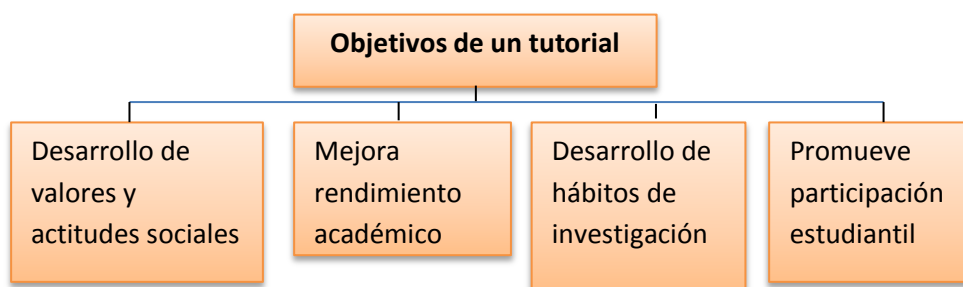 Objetivos de un tutorial
Desarrollo de
valores y
actitudes sociales
Mejora
rendimiento
académico
Desarrollo de
hábitos de
investigación
Promueve
participación
estudiantil